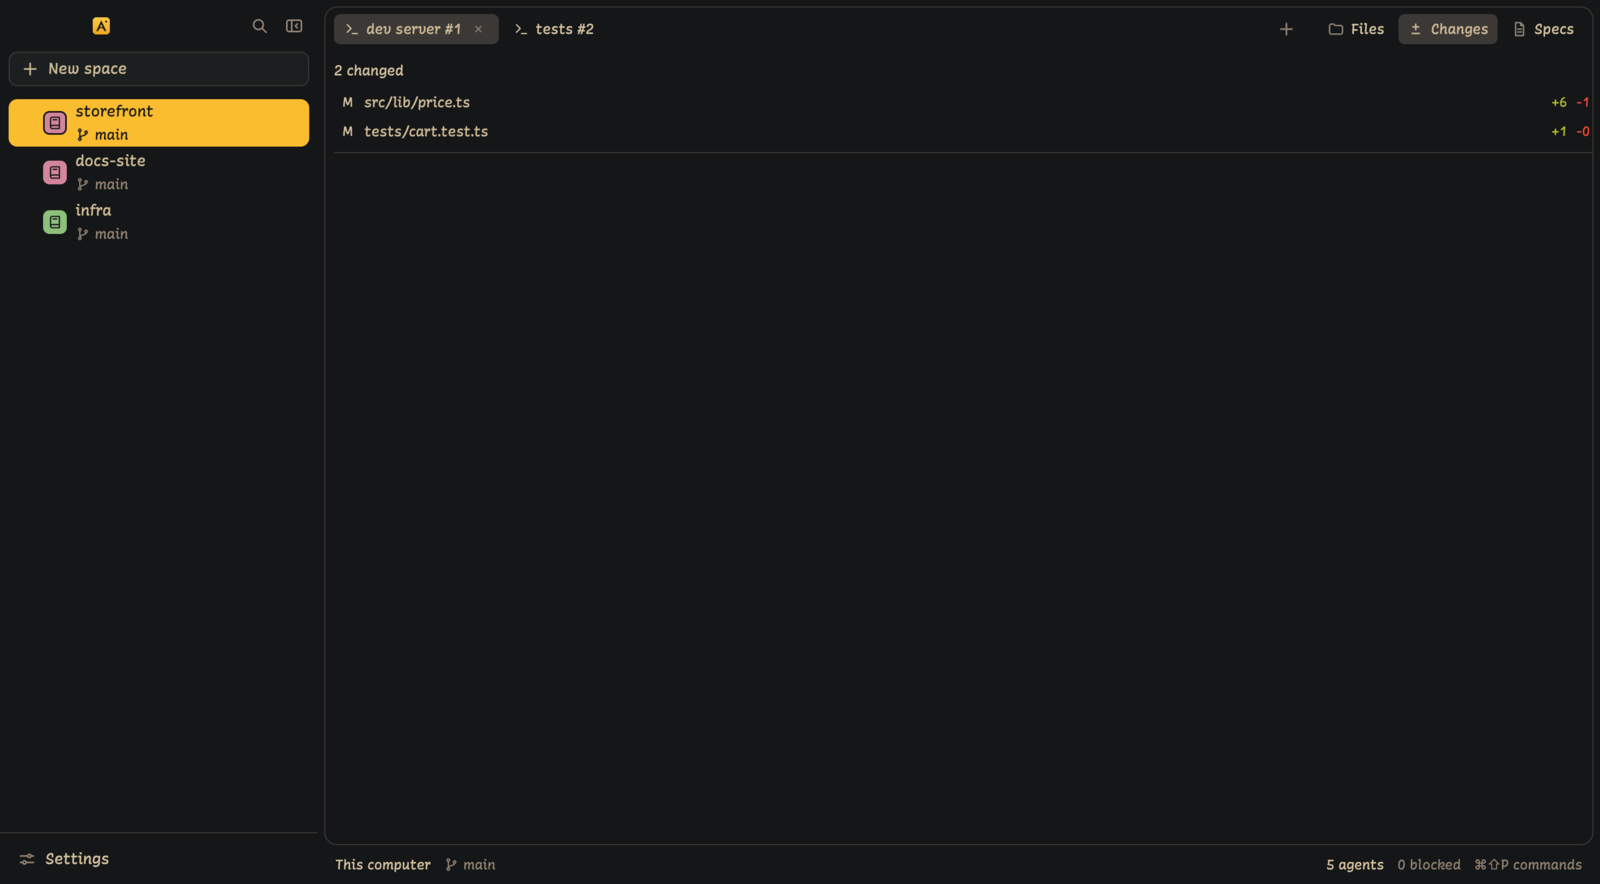 A
New space
storefront
main
docs-site
main
infra
main
Settings
dev server #1
tests #2
Files
Changes
Specs
2 changed
M src/lib/price.ts +6 -1
M tests/cart.test.ts +1 -0
This computer main
5 agents 0 blocked ⌘⇧P commands